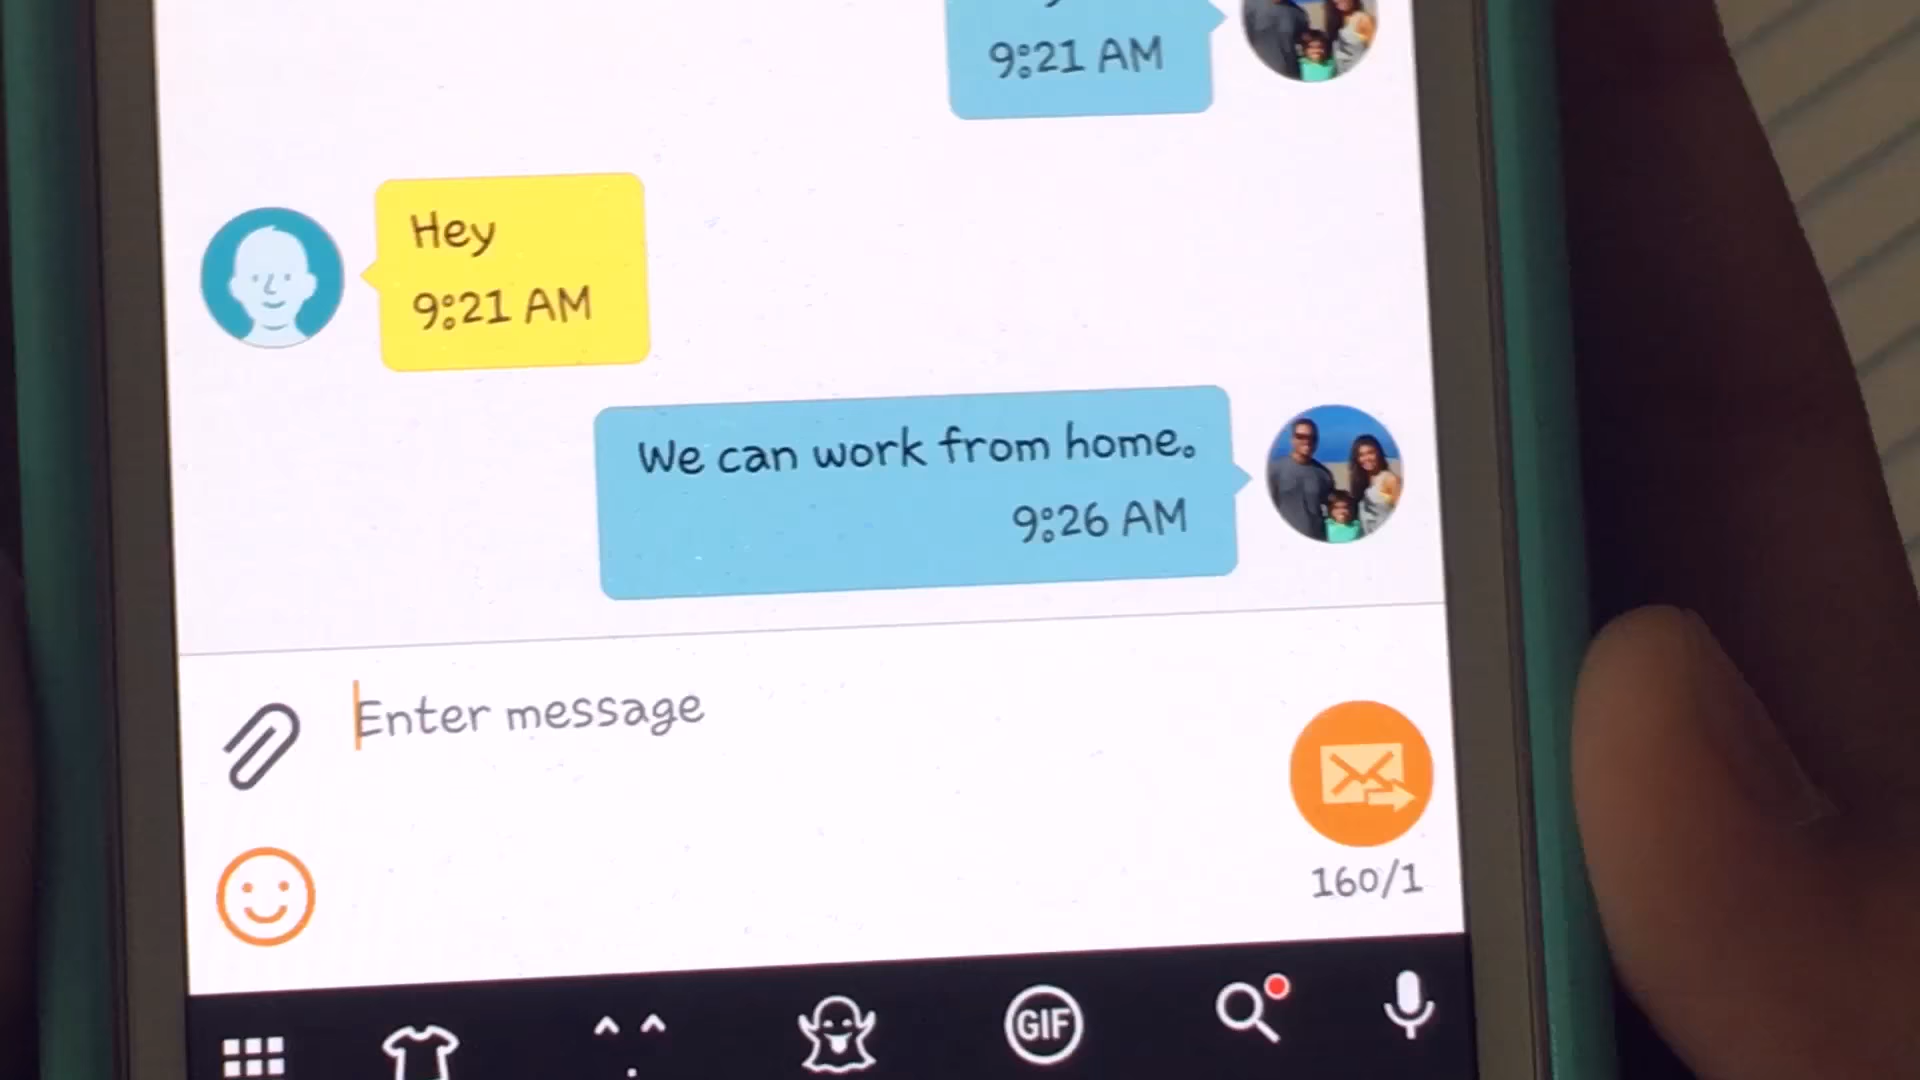 9:21 AM
Hey
9:21 AM
We can work from home.
9:26 AM
Enter message
160/1
GIF